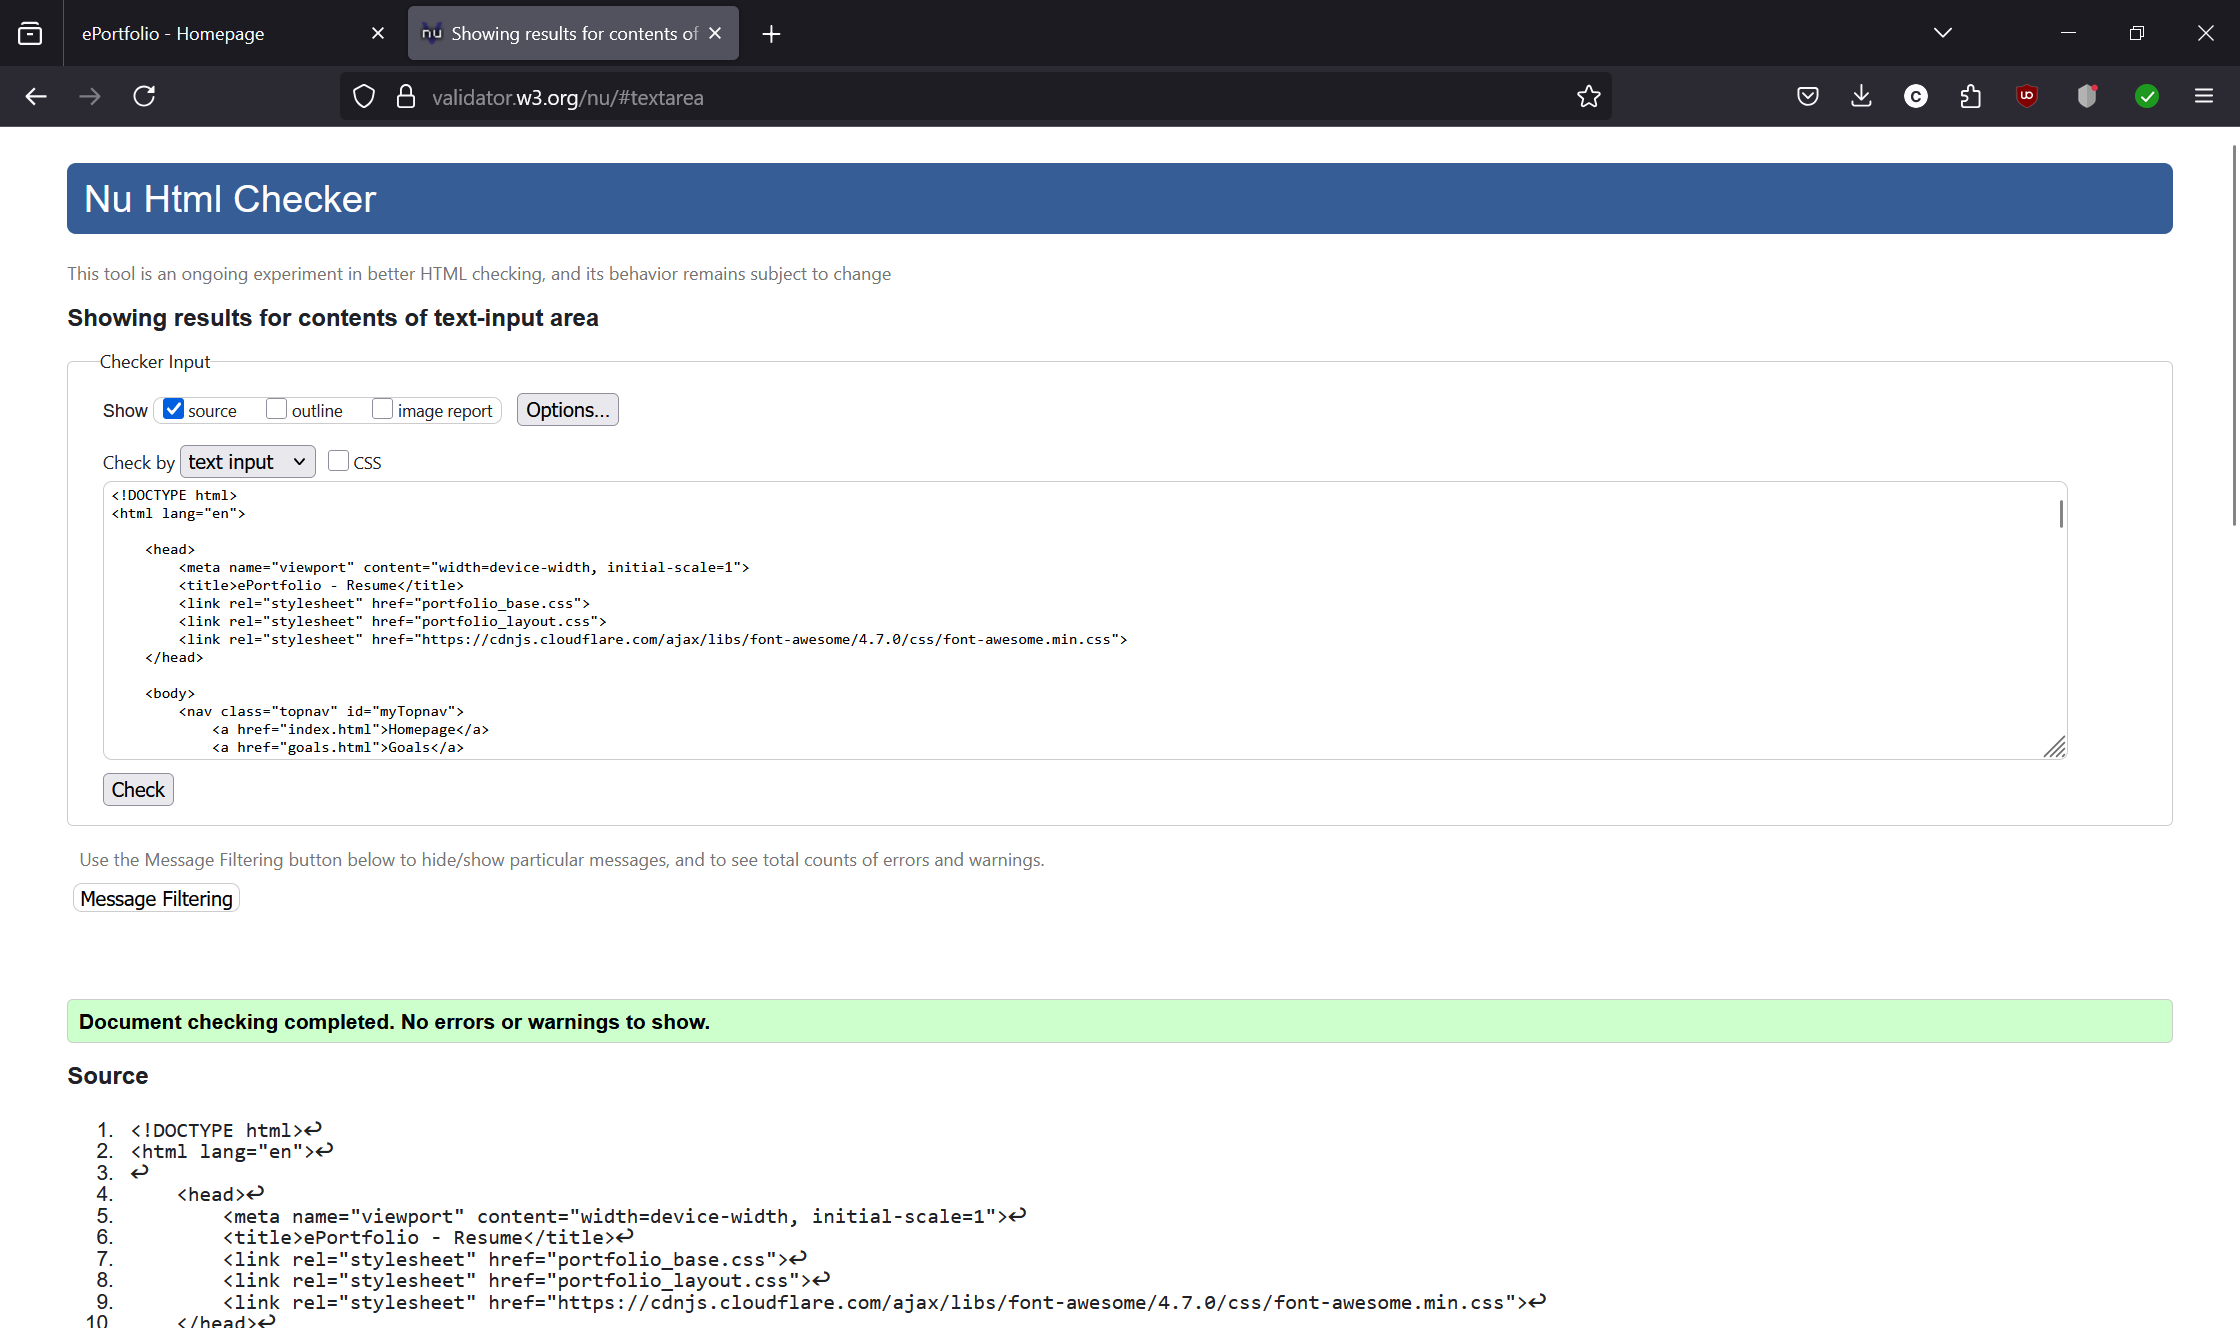 ePortfolio - Homepage
nu Showing results for contents of
validator.w3.org/nu/#textarea
Nu Html Checker
This tool is an ongoing experiment in better HTML checking, and its behavior remains subject to change
Showing results for contents of text-input area
Checker Input
Show source outline image report Options...
Check by text input CSS
<!DOCTYPE html>
<html lang="en">
<head>
<meta name="viewport" content="width=device-width, initial-scale=1">
<title>ePortfolio - Resume</title>
<link rel="stylesheet" href="portfolio_base.css">
<link rel="stylesheet" href="portfolio_layout.css">
<link rel="stylesheet" href="https://cdnjs.cloudflare.com/ajax/libs/font-awesome/4.7.0/css/font-awesome.min.css">
</head>
<body>
<nav class="topnav" id="myTopnav">
<a href="index.html">Homepage</a>
<a href="goals.html">Goals</a>
Check
Use the Message Filtering button below to hide/show particular messages, and to see total counts of errors and warnings.
Message Filtering
Document checking completed. No errors or warnings to show.
Source
1. <!DOCTYPE html>↩
2. <html lang="en">↩
3. ↩
4. <head>↩
5. <meta name="viewport" content="width=device-width, initial-scale=1">↩
6. <title>ePortfolio - Resume</title>↩
7. <link rel="stylesheet" href="portfolio_base.css">↩
8. <link rel="stylesheet" href="portfolio_layout.css">↩
9. <link rel="stylesheet" href="https://cdnjs.cloudflare.com/ajax/libs/font-awesome/4.7.0/css/font-awesome.min.css">↩
10. </head>↩